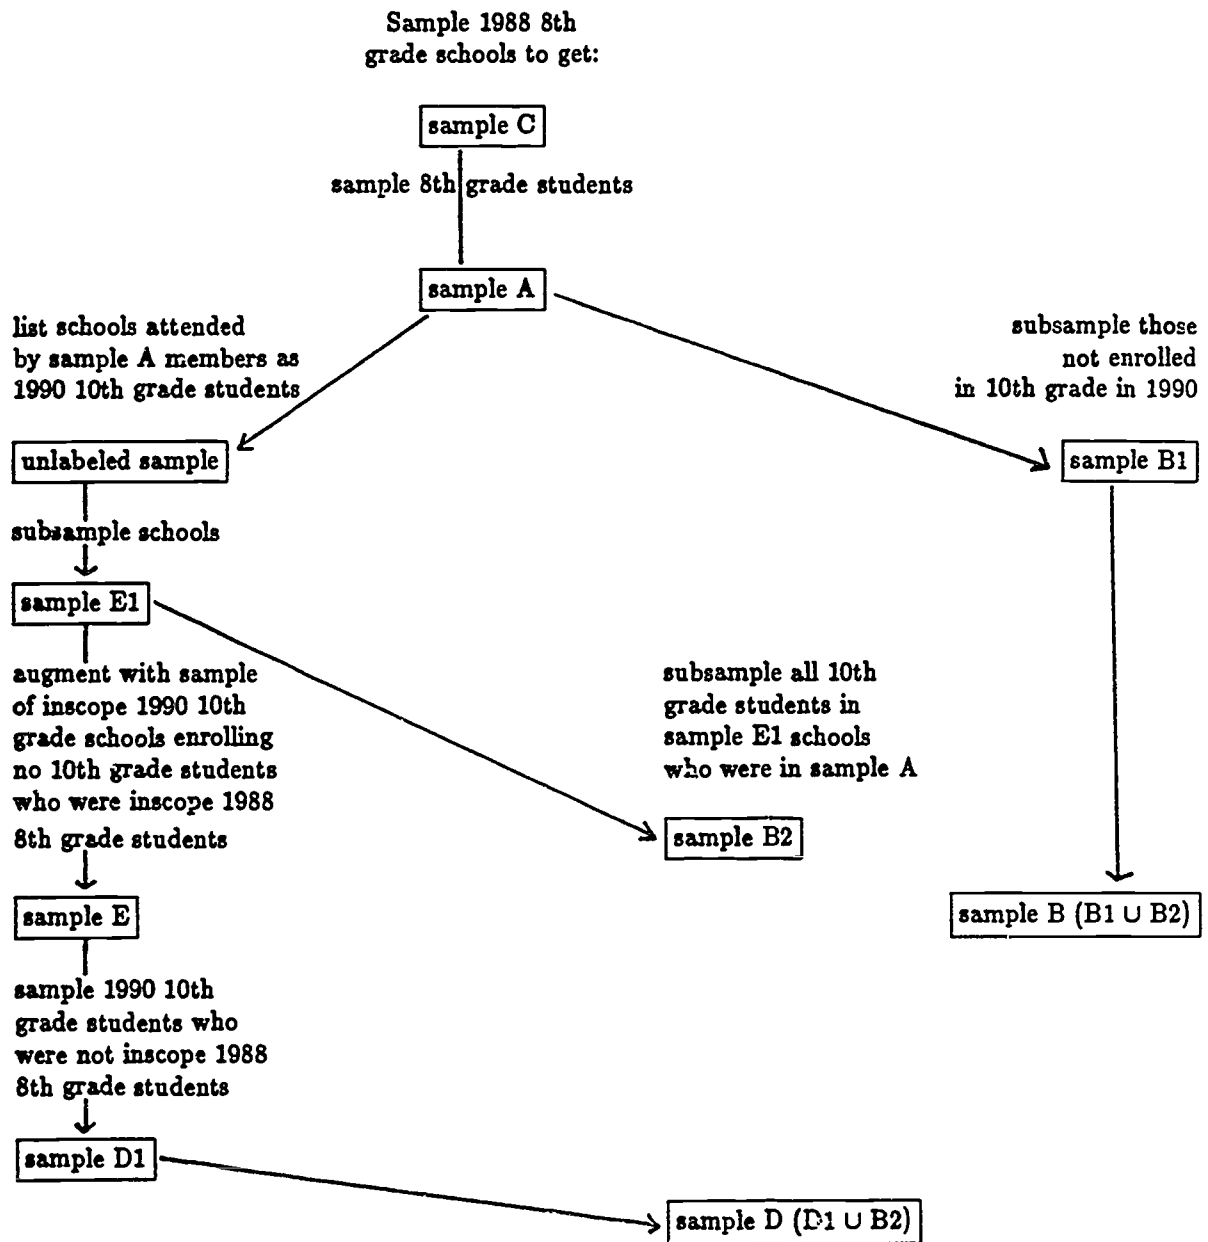 Sample 1988 8th
grade schools to get:
sample C
sample 8th grade students
sample A
list schools attended
by sample A members as
1990 10th grade students
subsample those
not enrolled
in 10th grade in 1990
unlabeled sample
sample B1
subsample schools
sample E1
augment with sample
of inscope 1990 10th
grade schools enrolling
no 10th grade students
who were inscope 1988
8th grade students
subsample all 10th
grade students in
sample E1 schools
who were in sample A
sample B2
sample E
sample B (B1 ∪ B2)
sample 1990 10th
grade students who
were not inscope 1988
8th grade students
sample D1
sample D (D1 ∪ B2)